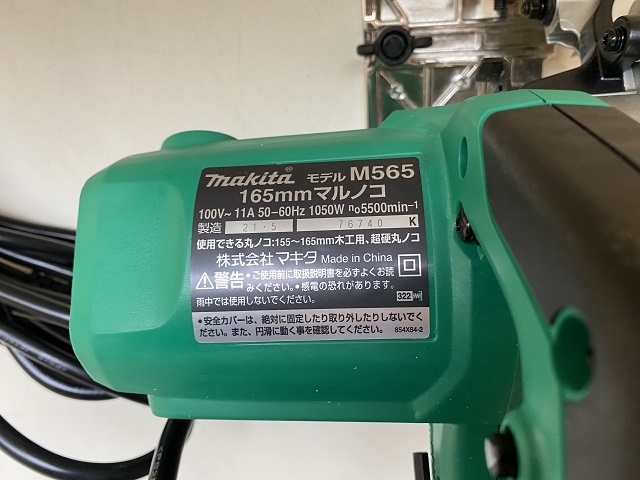 makita® モデル M565
165mmマルノコ
100V～ 11A 50-60Hz 1050W n₀5500min⁻¹
製造 21・5 76740 K
使用できる丸ノコ:155～165mm木工用、超硬丸ノコ
株式会社マキタ Made in China
⚠警告 •ご使用前に取扱説明書を必ずよくお読
みください。•感電の恐れがあります。
雨中では使用しないでください。
322
•安全カバーは、絶対に固定したり取り外したりしないでく
ださい。また、円滑に動く事を確認してください。
854X84-2